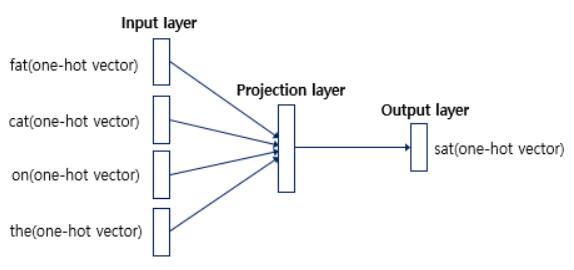 Input layer
fat(one-hot vector)
cat(one-hot vector)
on(one-hot vector)
the(one-hot vector)
Projection layer
Output layer
sat(one-hot vector)